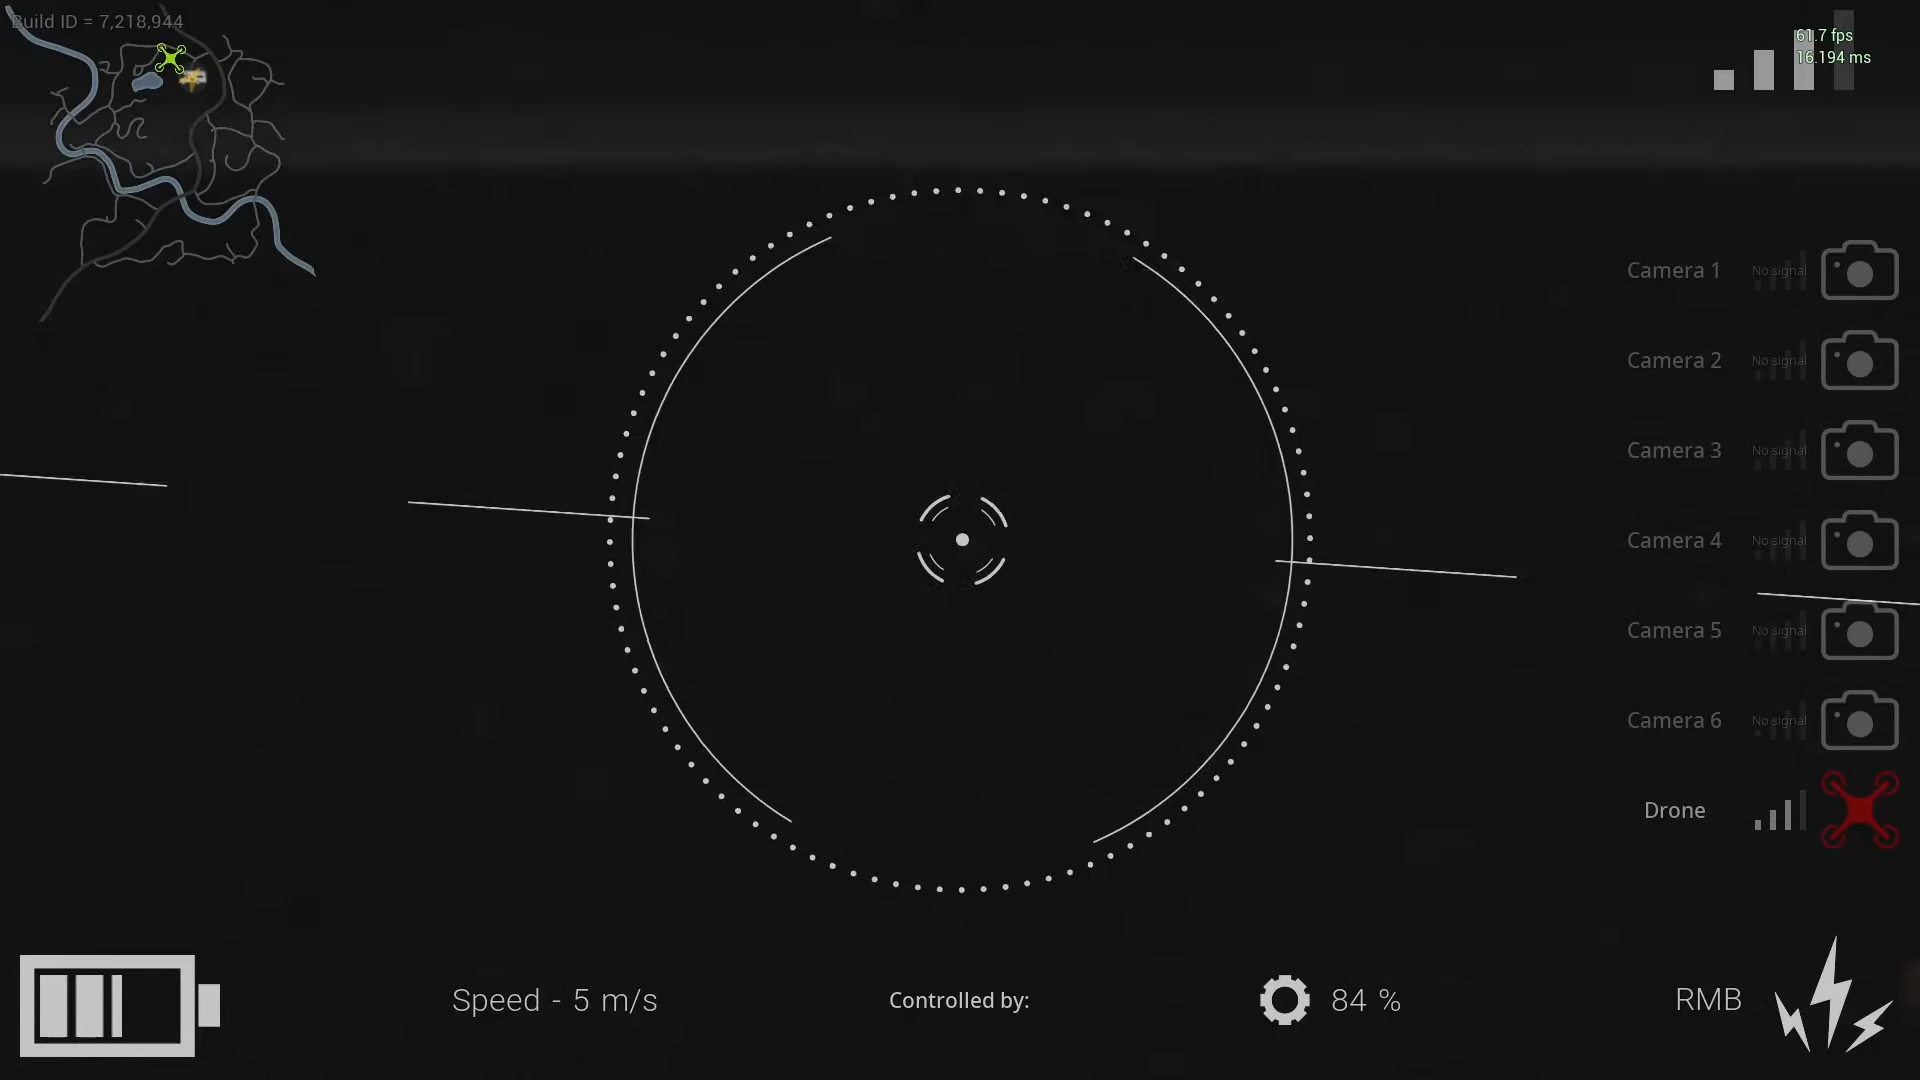 Build ID = 7,218,944
61.7 fps
16.194 ms
Camera 1 No signal
Camera 2 No signal
Camera 3 No signal
Camera 4 No signal
Camera 5 No signal
Camera 6 No signal
Drone
Speed - 5 m/s
Controlled by:
84 %
RMB